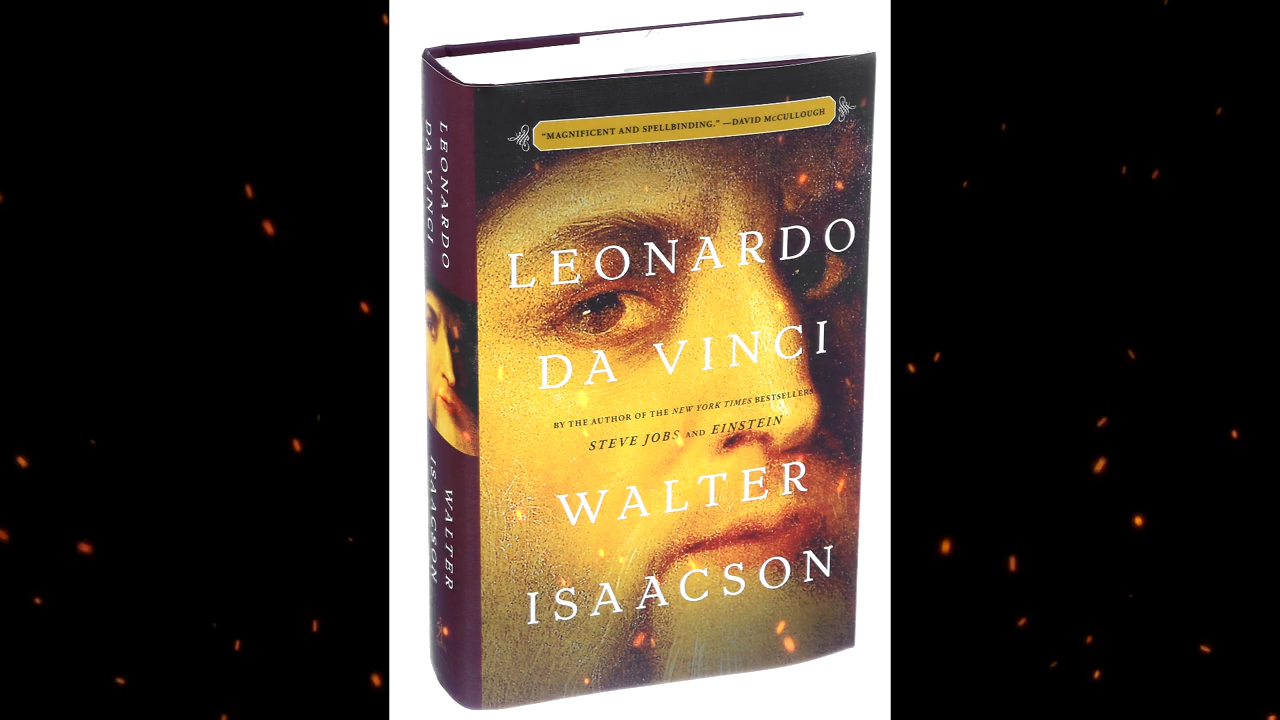 "MAGNIFICENT AND SPELLBINDING." —DAVID McCULLOUGH
LEONARDO
DA VINCI
BY THE AUTHOR OF THE NEW YORK TIMES BESTSELLERS
STEVE JOBS AND EINSTEIN
WALTER
ISAACSON
LEONARDO
DA VINCI
WALTER
ISAACSON